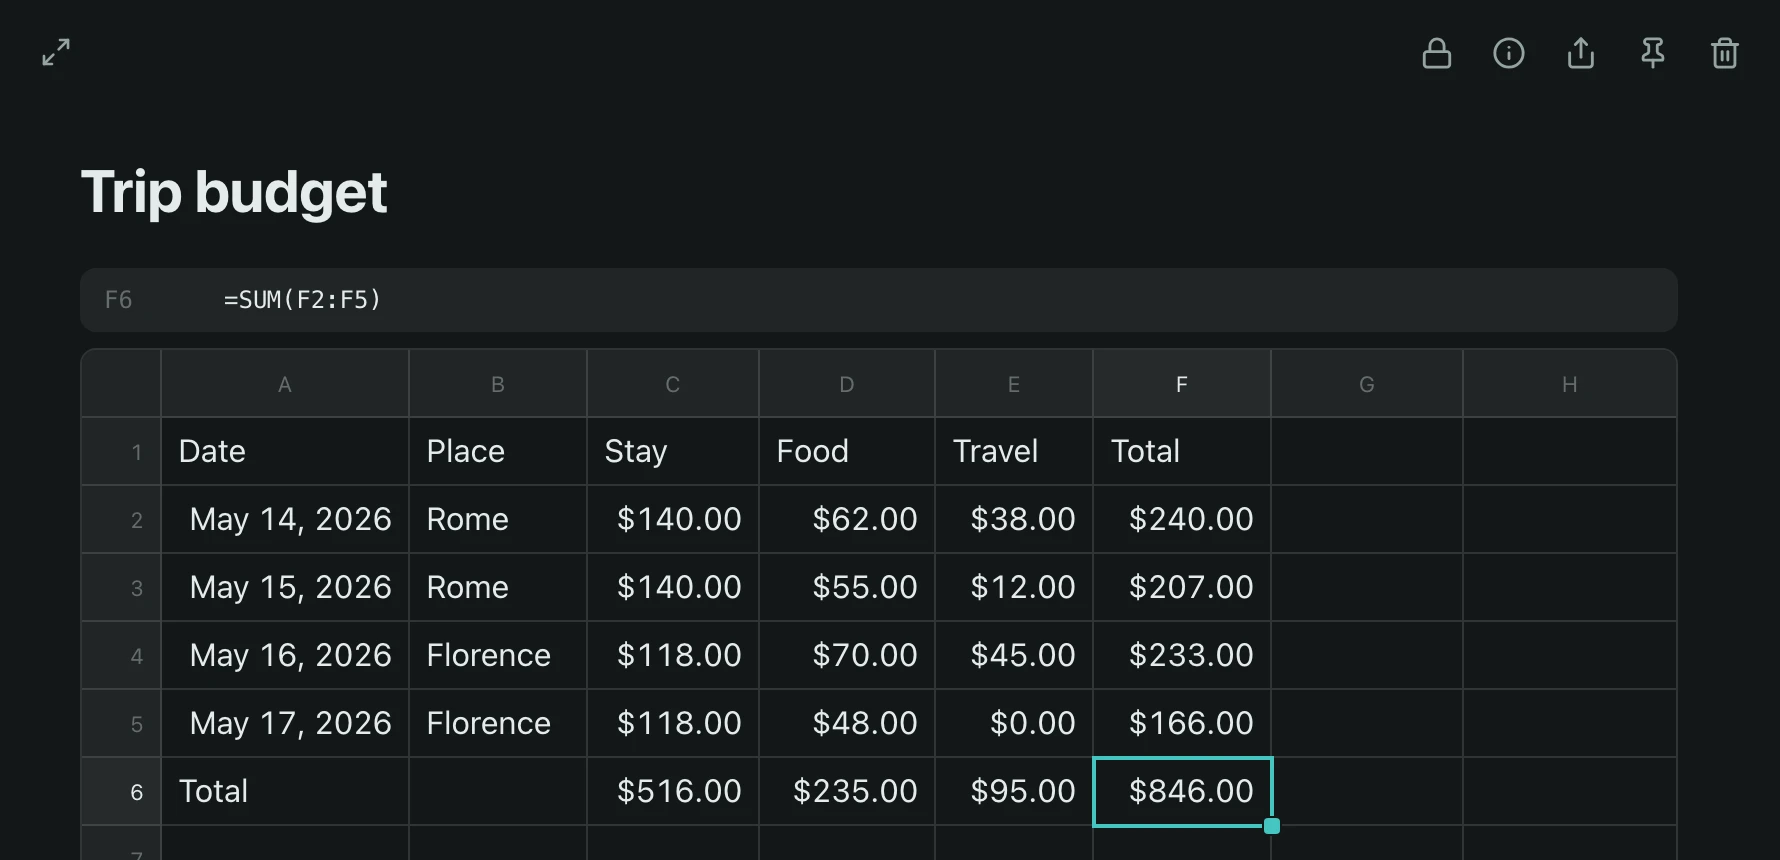 Trip budget
F6 =SUM(F2:F5)
A B C D E F G H
1 Date Place Stay Food Travel Total
2 May 14, 2026 Rome $140.00 $62.00 $38.00 $240.00
3 May 15, 2026 Rome $140.00 $55.00 $12.00 $207.00
4 May 16, 2026 Florence $118.00 $70.00 $45.00 $233.00
5 May 17, 2026 Florence $118.00 $48.00 $0.00 $166.00
6 Total $516.00 $235.00 $95.00 $846.00
7